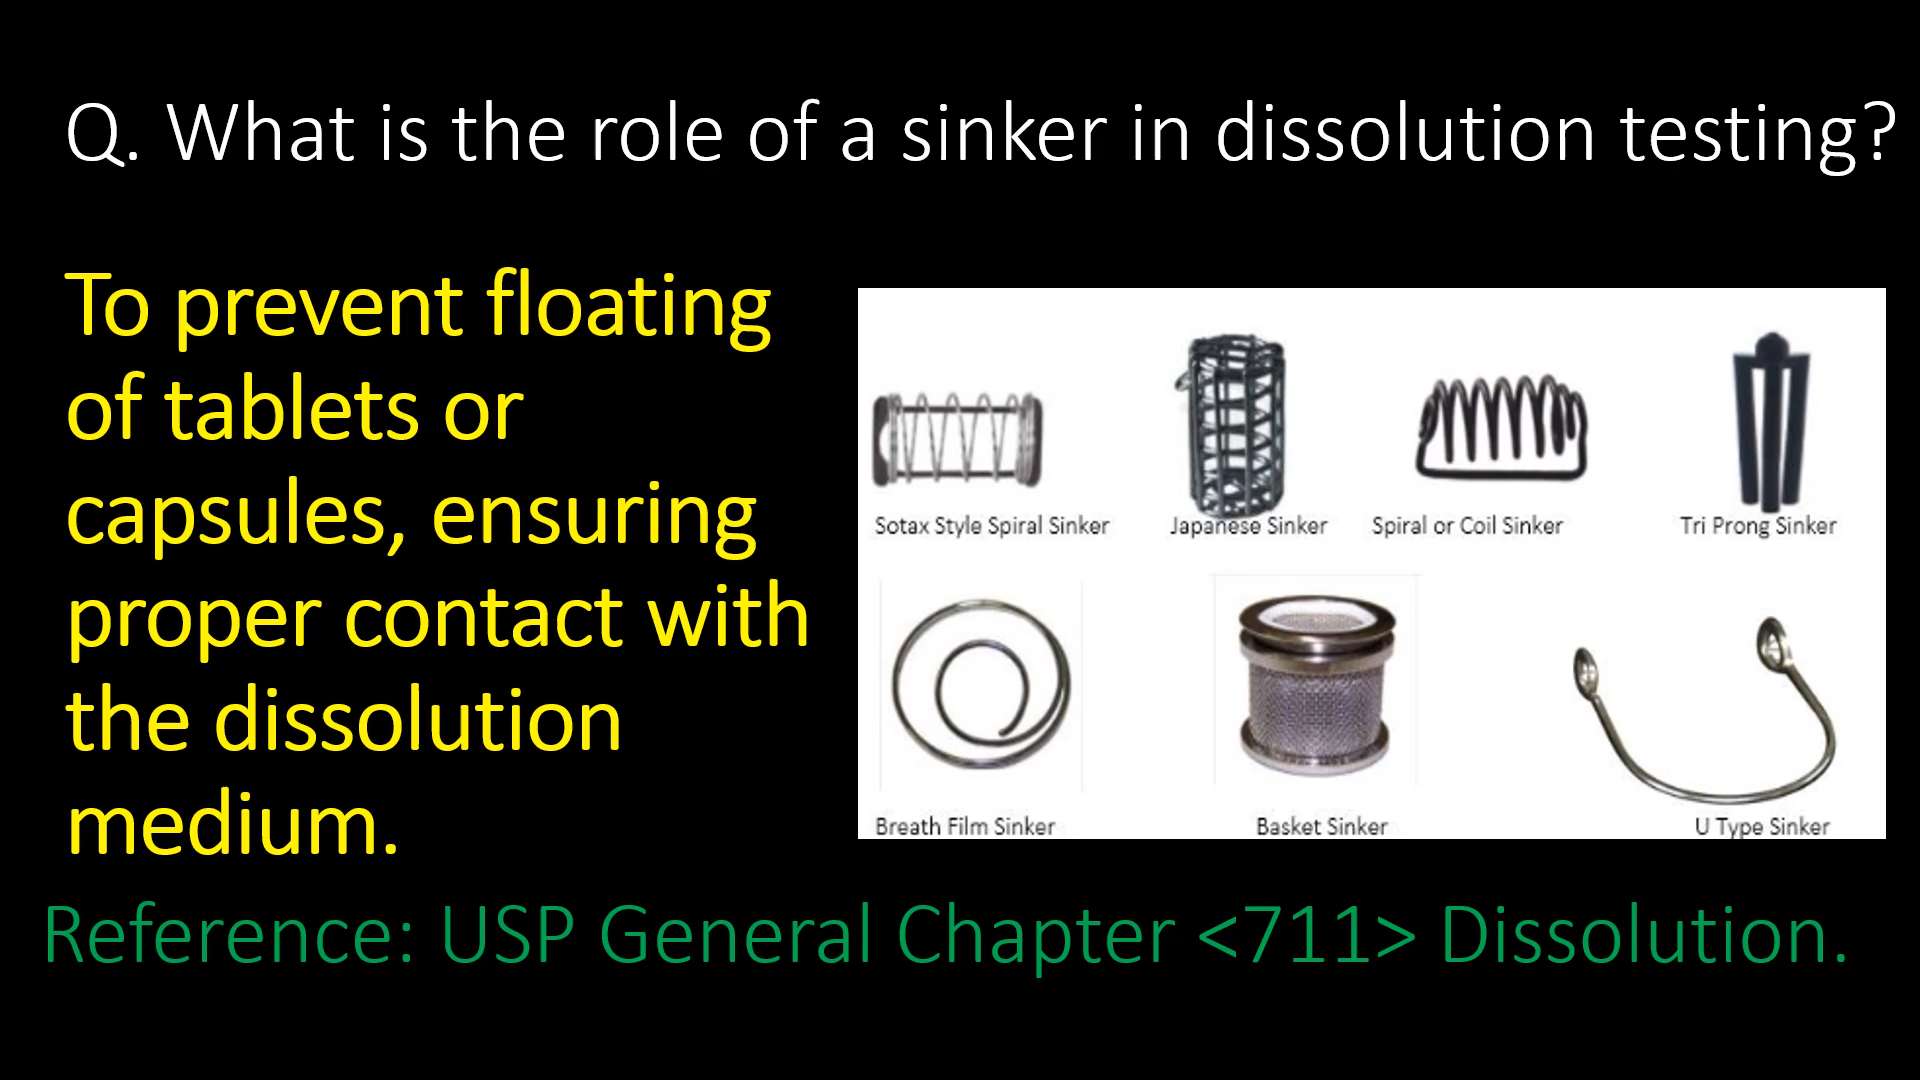 Q. What is the role of a sinker in dissolution testing?
To prevent floating
of tablets or
capsules, ensuring
proper contact with
the dissolution
medium.
Sotax Style Spiral Sinker
Japanese Sinker
Spiral or Coil Sinker
Tri Prong Sinker
Breath Film Sinker
Basket Sinker
U Type Sinker
Reference: USP General Chapter <711> Dissolution.